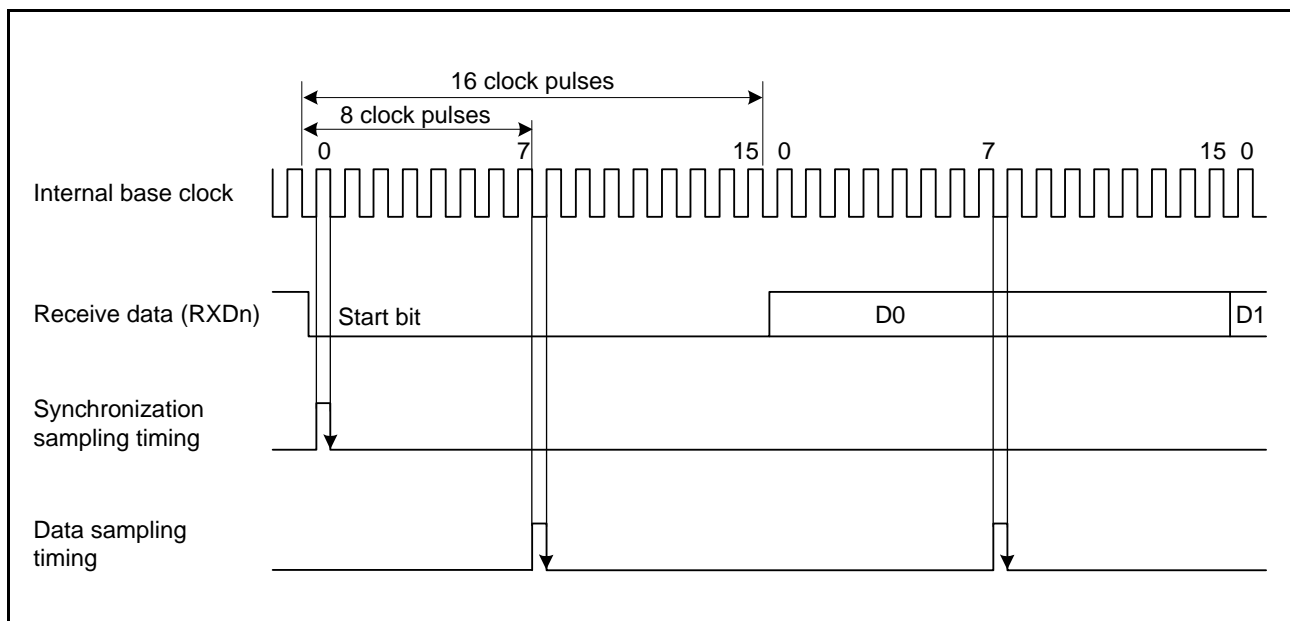 16 clock pulses
8 clock pulses
0 7 15 0 7 15 0
Internal base clock
Receive data (RXDn)
Start bit
D0
D1
Synchronization
sampling timing
Data sampling
timing